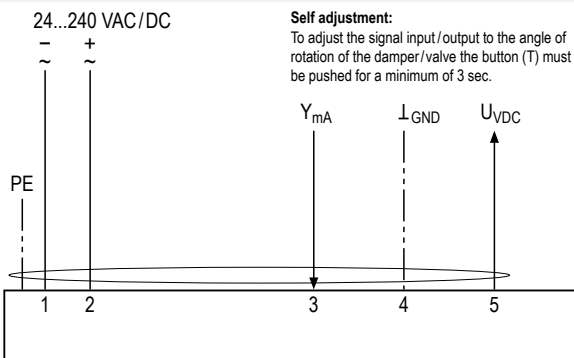 24...240 VAC/DC
– +
~ ~
Self adjustment:
To adjust the signal input/output to the angle of
rotation of the damper/valve the button (T) must
be pushed for a minimum of 3 sec.
YmA ⊥GND UVDC
PE
1 2 3 4 5